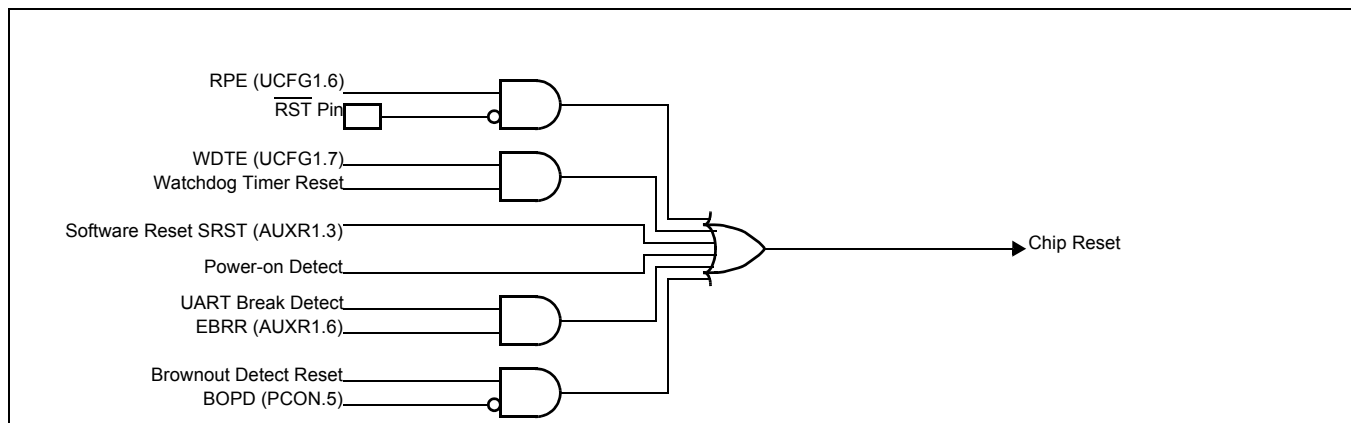 RPE (UCFG1.6)
RST Pin
WDTE (UCFG1.7)
Watchdog Timer Reset
Software Reset SRST (AUXR1.3)
Chip Reset
Power-on Detect
UART Break Detect
EBRR (AUXR1.6)
Brownout Detect Reset
BOPD (PCON.5)